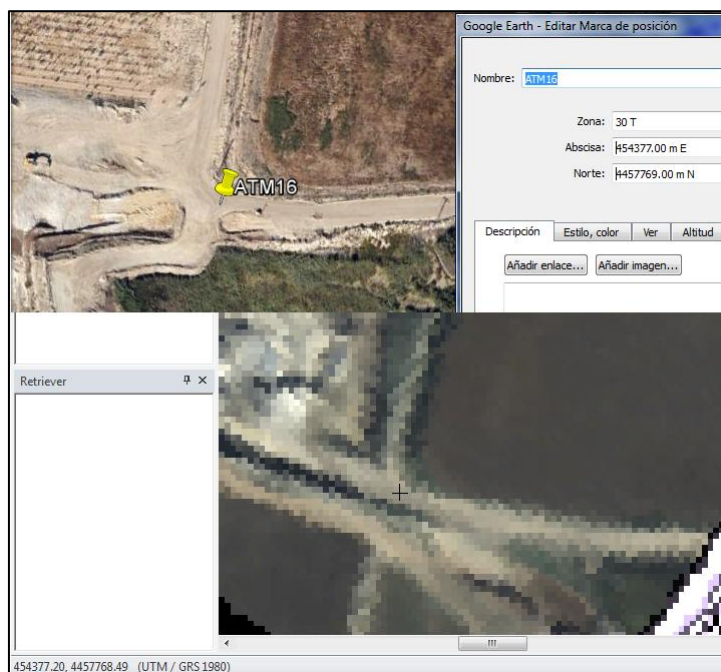 Google Earth - Editar Marca de posición
Nombre: ATM16
Zona: 30 T
Abscisa: 454377.00 m E
Norte: 4457769.00 m N
ATM16
Descripción Estilo, color Ver Altitud
Añadir enlace... Añadir imagen...
Retriever
454377.20, 4457768.49 (UTM / GRS 1980)